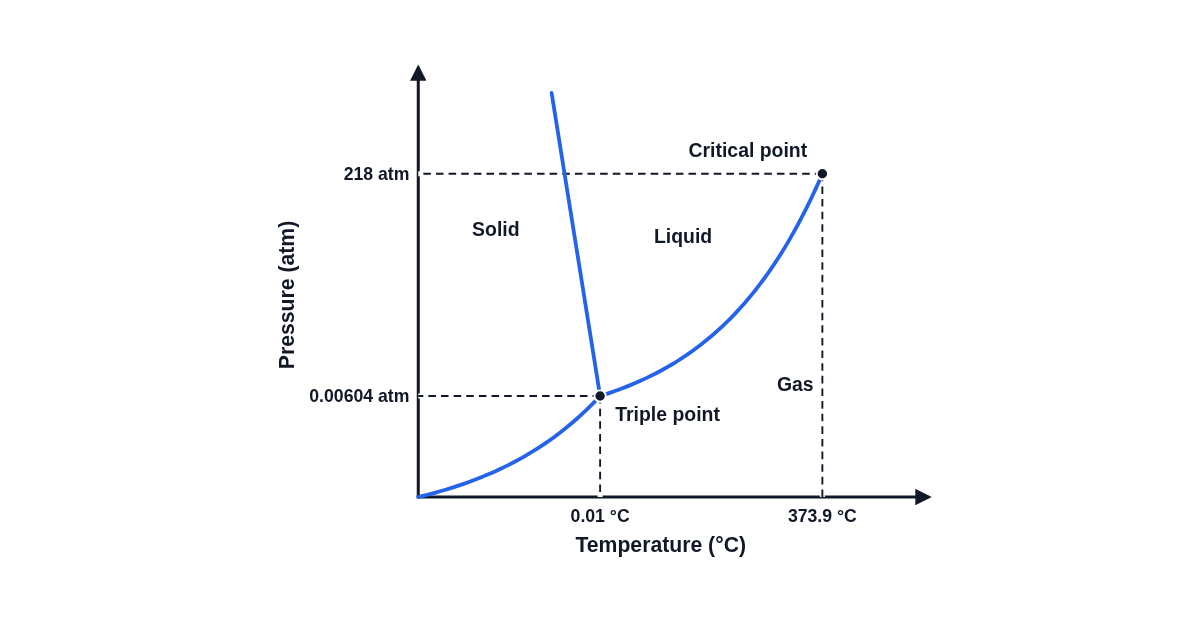 Critical point
218 atm
Solid
Liquid
Pressure (atm)
Gas
0.00604 atm
Triple point
0.01 °C
373.9 °C
Temperature (°C)